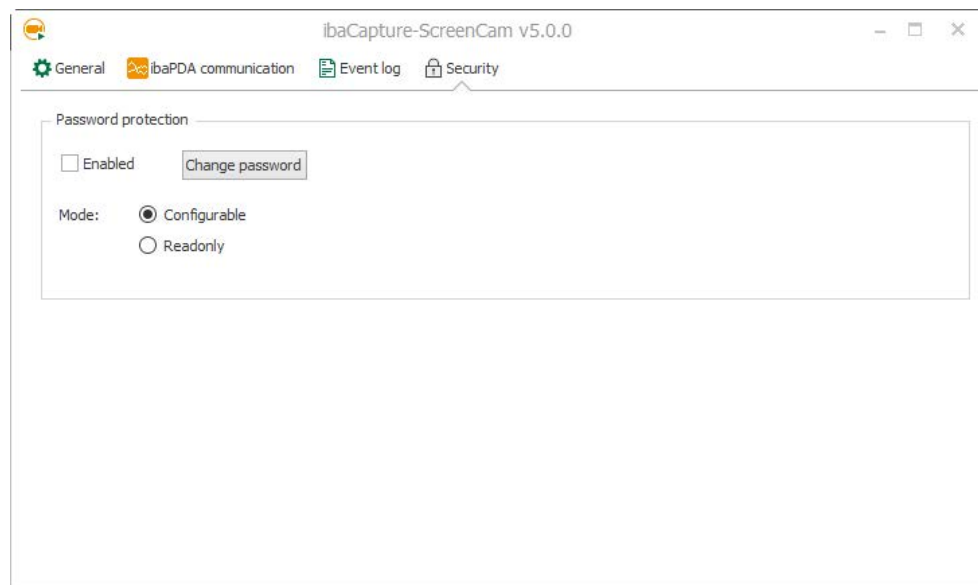 ibaCapture-ScreenCam v5.0.0
General ibaPDA communication Event log Security
Password protection
Enabled Change password
Mode: Configurable
Readonly